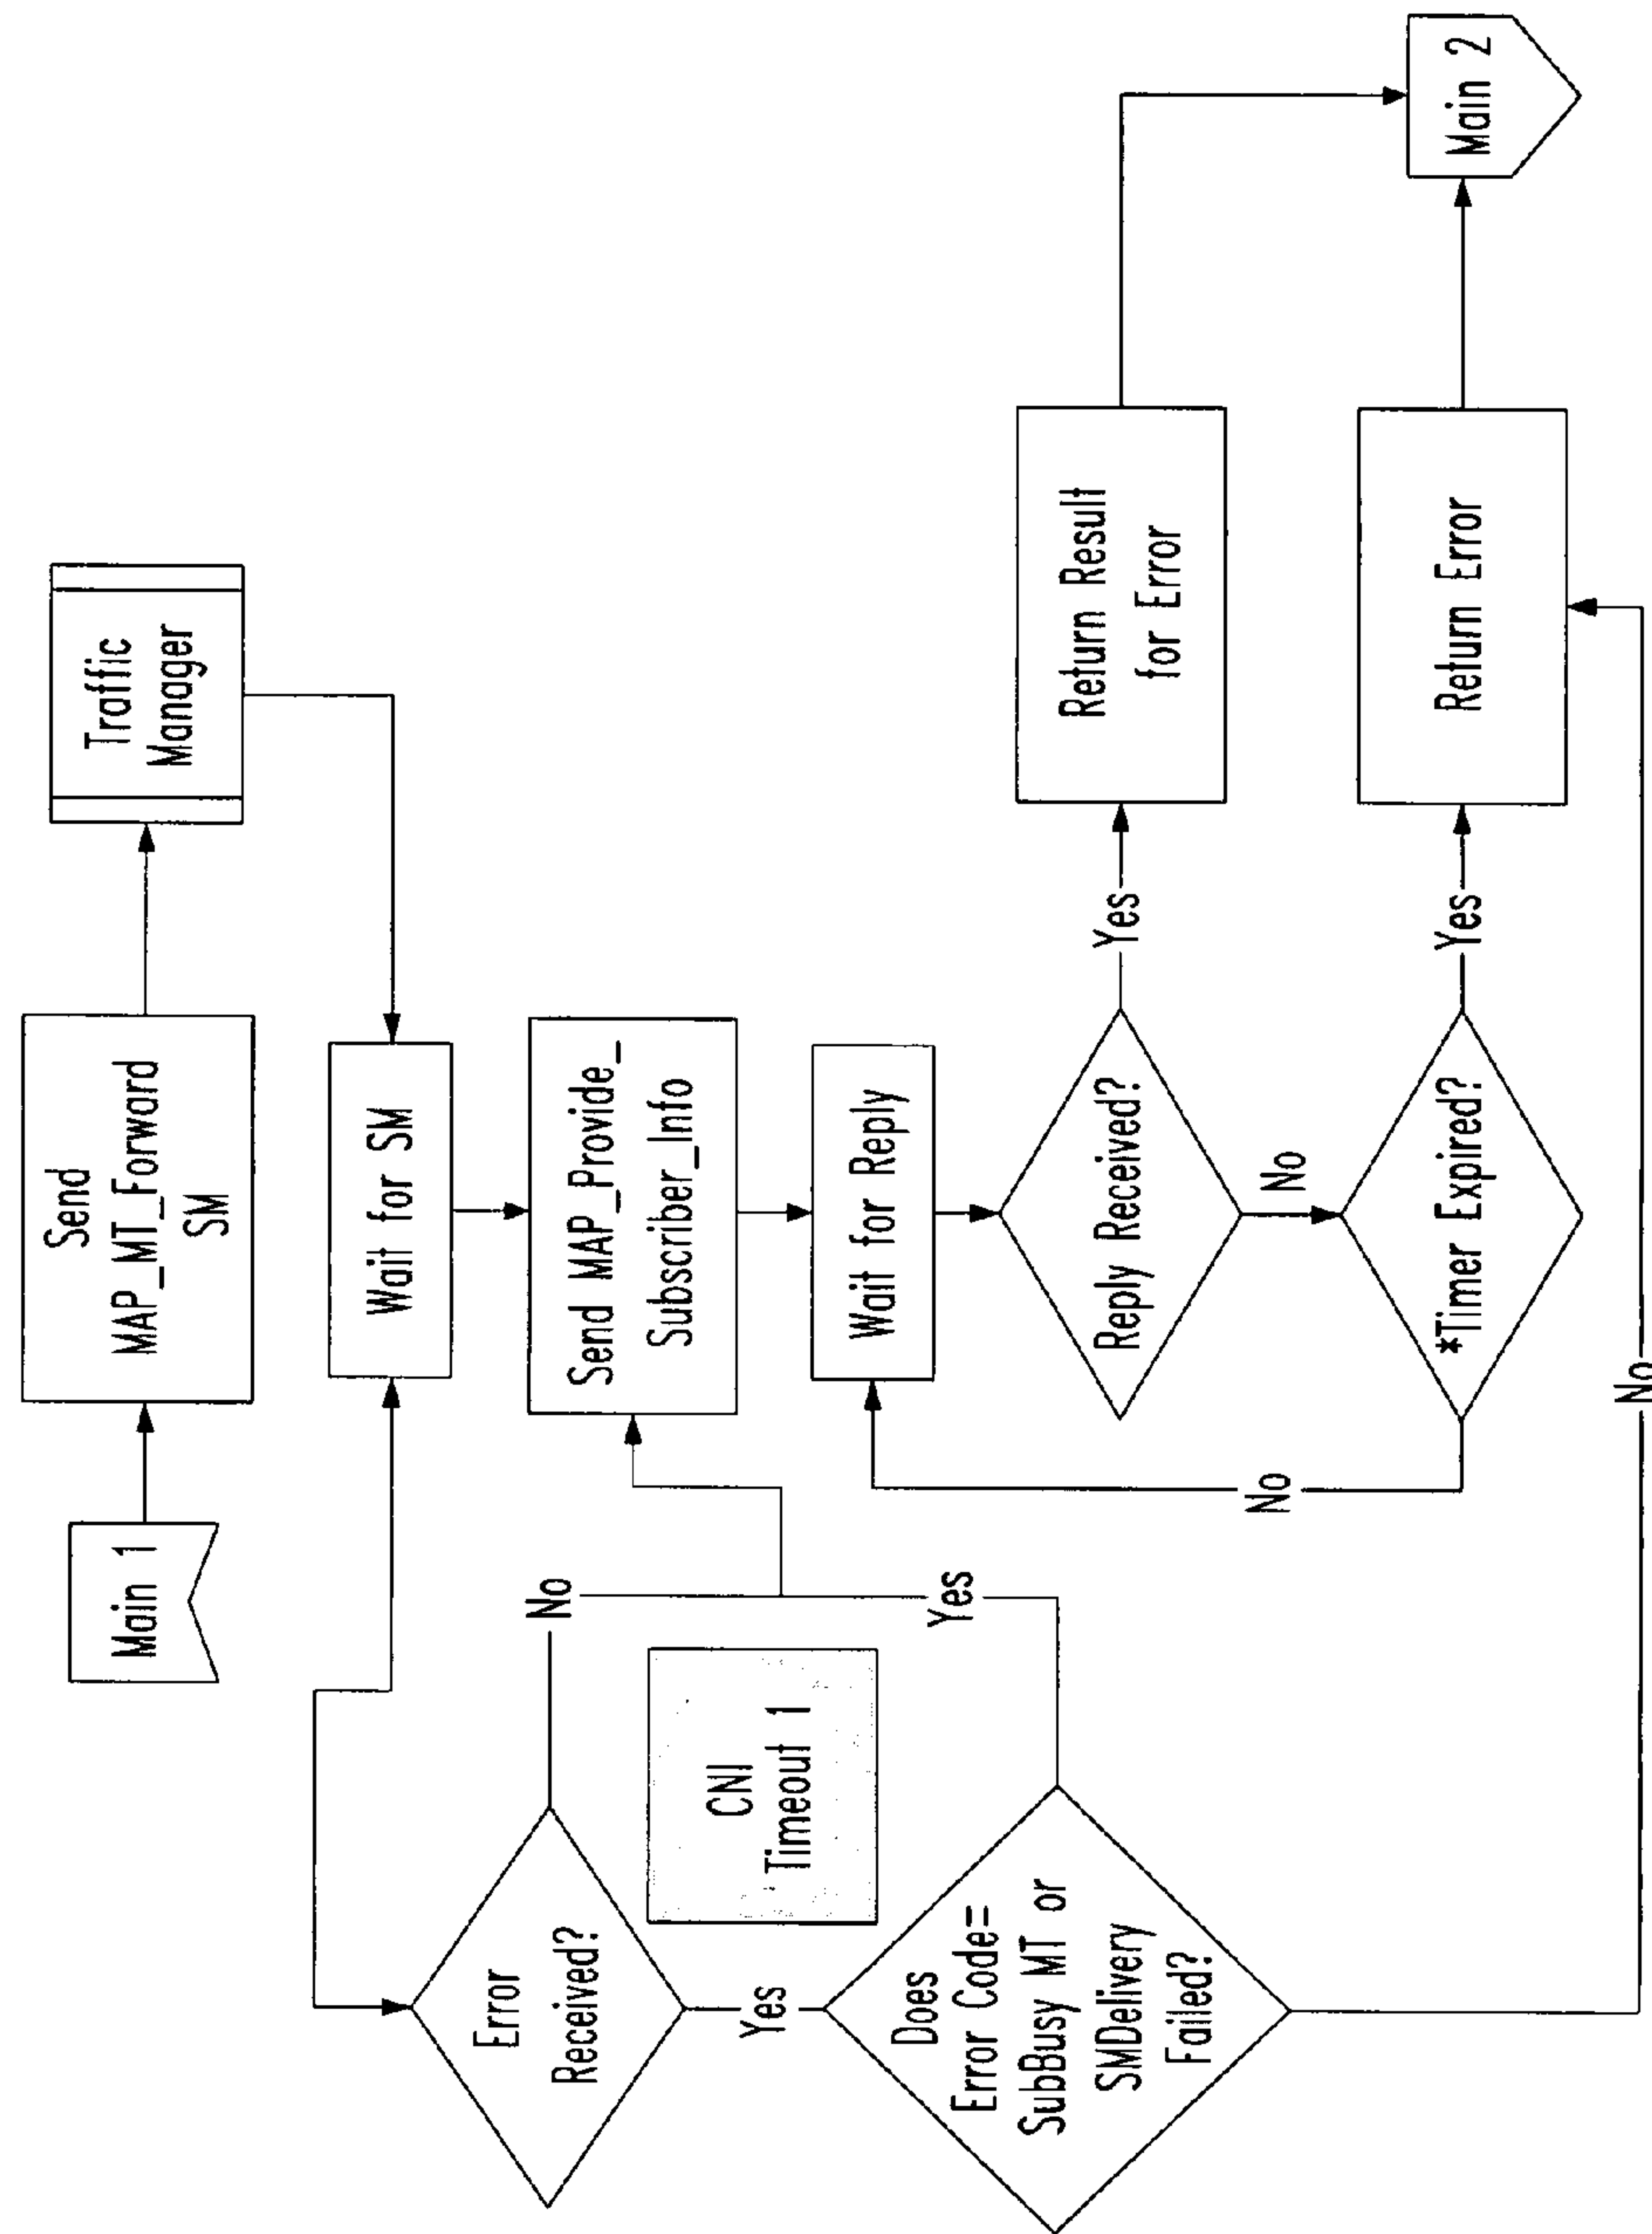 Main 1
Send
MAP_MT_Forward
SM
Traffic
Manager
Wait for SM
Error
Received?
No
Yes
CNI
Timeout 1
Send MAP_Provide_
Subscriber_Info
Does
Error Code=
SubBusy MT or
SMDelivery
Failed?
Yes
No
Wait for Reply
Reply Received?
Yes
No
Return Result
for Error
*Timer Expired?
Yes
No
Return Error
Main 2